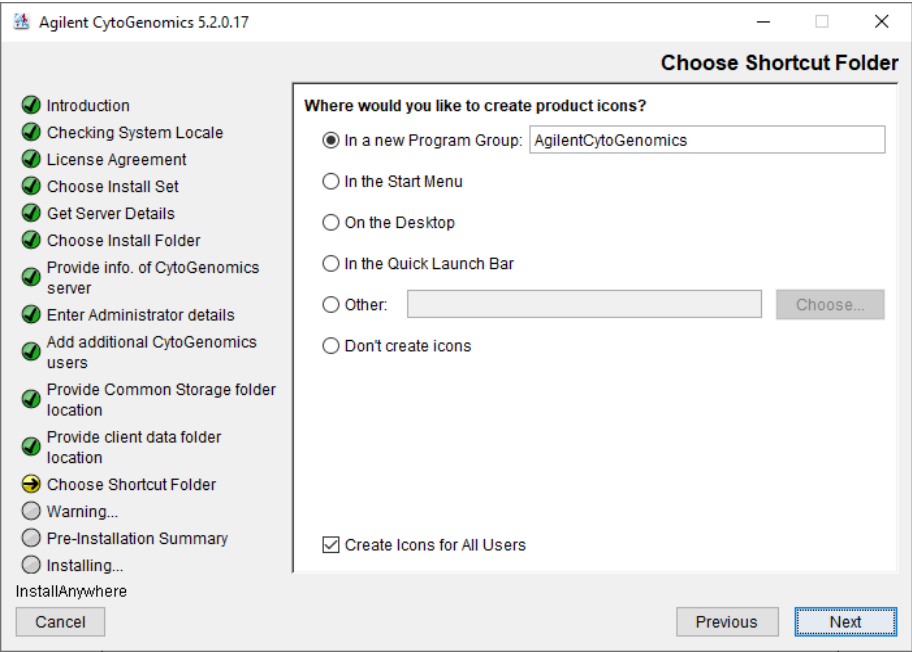 Agilent CytoGenomics 5.2.0.17
Choose Shortcut Folder
Introduction
Checking System Locale
License Agreement
Choose Install Set
Get Server Details
Choose Install Folder
Provide info. of CytoGenomics
server
Enter Administrator details
Add additional CytoGenomics
users
Provide Common Storage folder
location
Provide client data folder
location
Choose Shortcut Folder
Warning...
Pre-Installation Summary
Installing...
Where would you like to create product icons?
In a new Program Group: AgilentCytoGenomics
In the Start Menu
On the Desktop
In the Quick Launch Bar
Other: Choose...
Don't create icons
Create Icons for All Users
InstallAnywhere
Cancel Previous Next